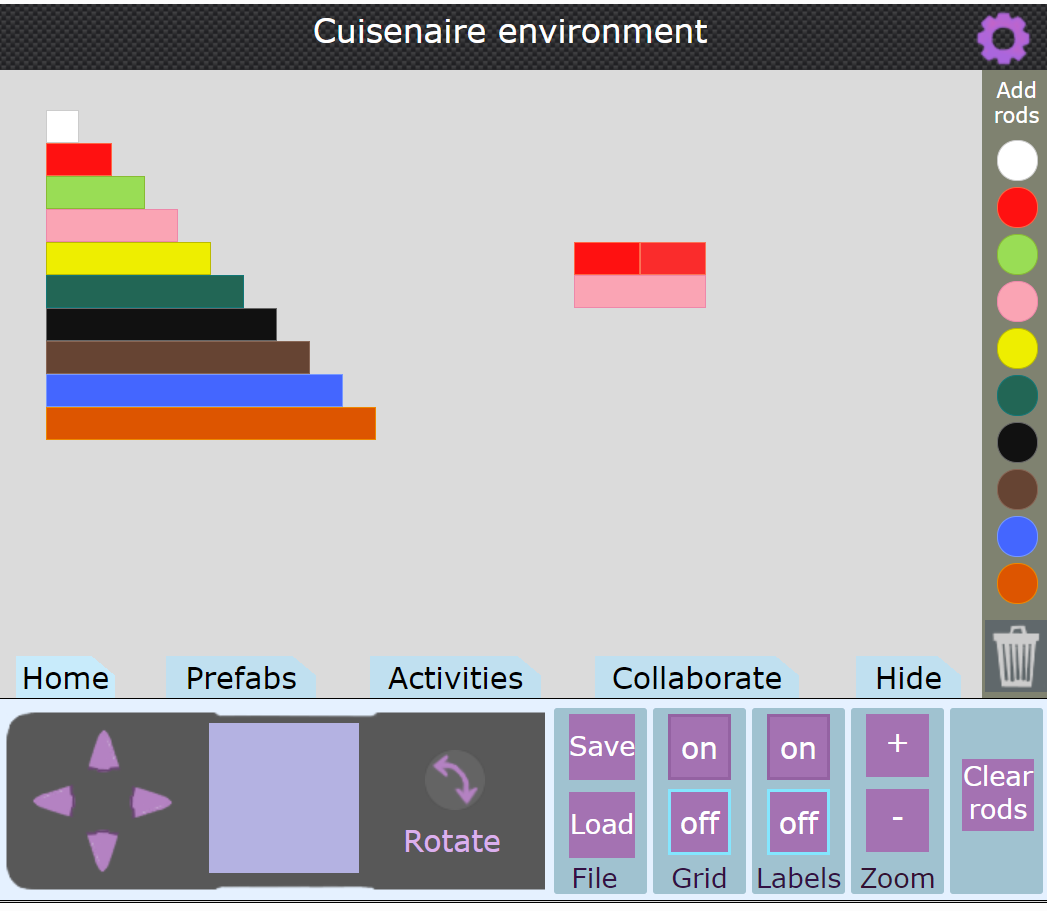 Cuisenaire environment
Add
rods
Home
Prefabs
Activities
Collaborate
Hide
Save
on
on
+
Clear
rods
Load
off
off
-
Rotate
File
Grid
Labels
Zoom